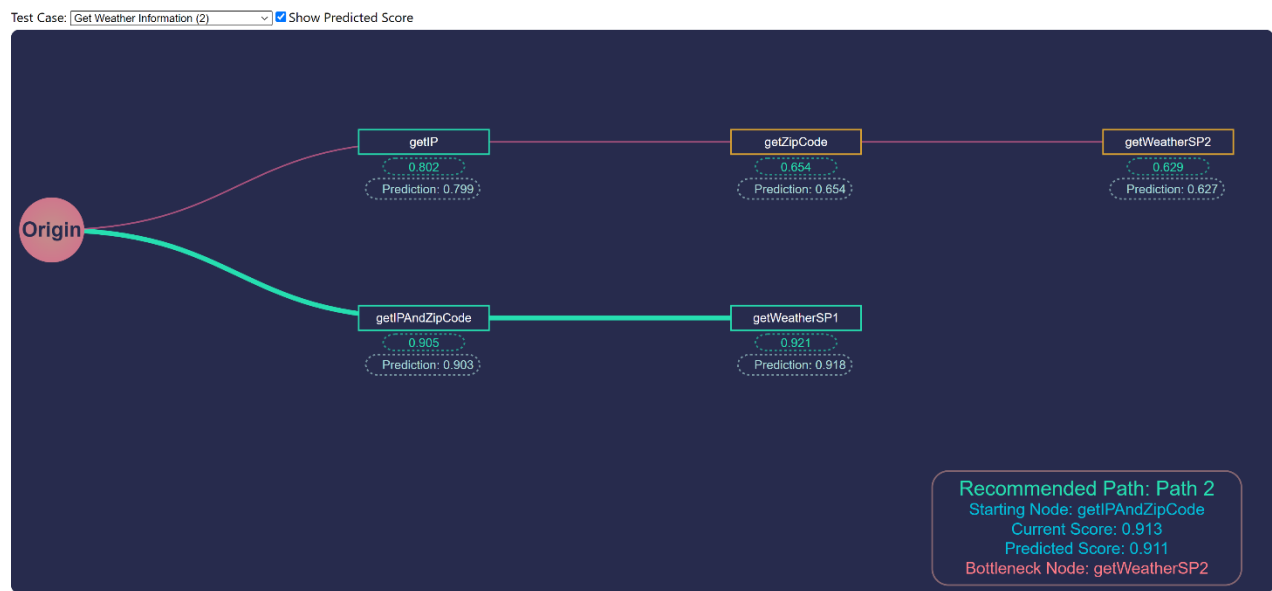 Test Case: Get Weather Information (2) Show Predicted Score
getIP
0.802
Prediction: 0.799
getZipCode
0.654
Prediction: 0.654
getWeatherSP2
0.629
Prediction: 0.627
Origin
getIPAndZipCode
0.905
Prediction: 0.903
getWeatherSP1
0.921
Prediction: 0.918
Recommended Path: Path 2
Starting Node: getIPAndZipCode
Current Score: 0.913
Predicted Score: 0.911
Bottleneck Node: getWeatherSP2